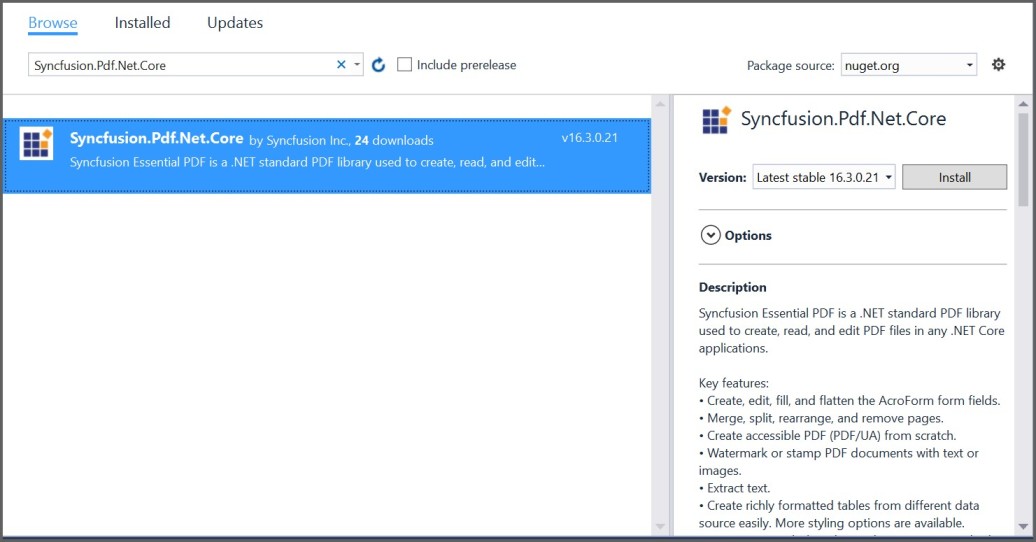 Browse Installed Updates
Syncfusion.Pdf.Net.Core
Include prerelease
Package source: nuget.org
Syncfusion.Pdf.Net.Core by Syncfusion Inc., 24 downloads v16.3.0.21
Syncfusion Essential PDF is a .NET standard PDF library used to create, read, and edit...
Syncfusion.Pdf.Net.Core
Version: Latest stable 16.3.0.21 Install
Options
Description
Syncfusion Essential PDF is a .NET standard PDF library
used to create, read, and edit PDF files in any .NET Core
applications.
Key features:
• Create, edit, fill, and flatten the AcroForm form fields.
• Merge, split, rearrange, and remove pages.
• Create accessible PDF (PDF/UA) from scratch.
• Watermark or stamp PDF documents with text or
images.
• Extract text.
• Create richly formatted tables from different data
source easily. More styling options are available.